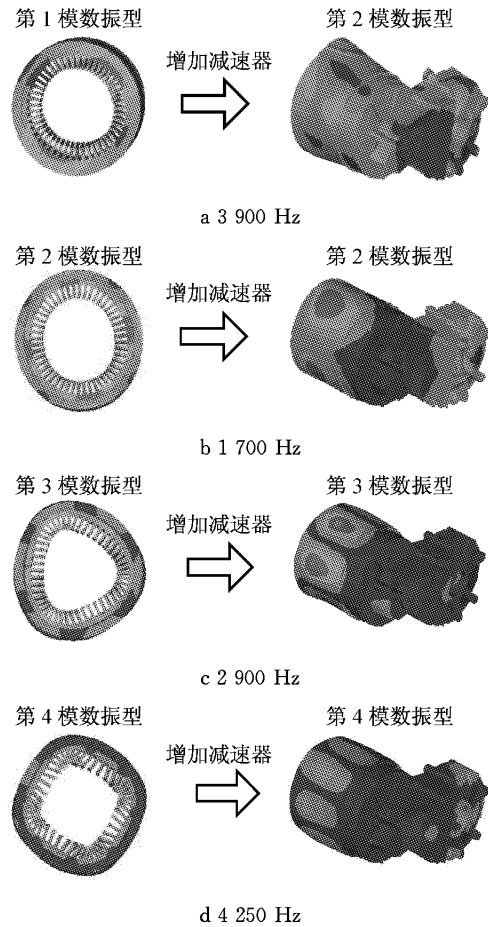 第1模数振型
增加减速器
第2模数振型
a 3 900 Hz
第2模数振型
增加减速器
第2模数振型
b 1 700 Hz
第3模数振型
增加减速器
第3模数振型
c 2 900 Hz
第4模数振型
增加减速器
第4模数振型
d 4 250 Hz